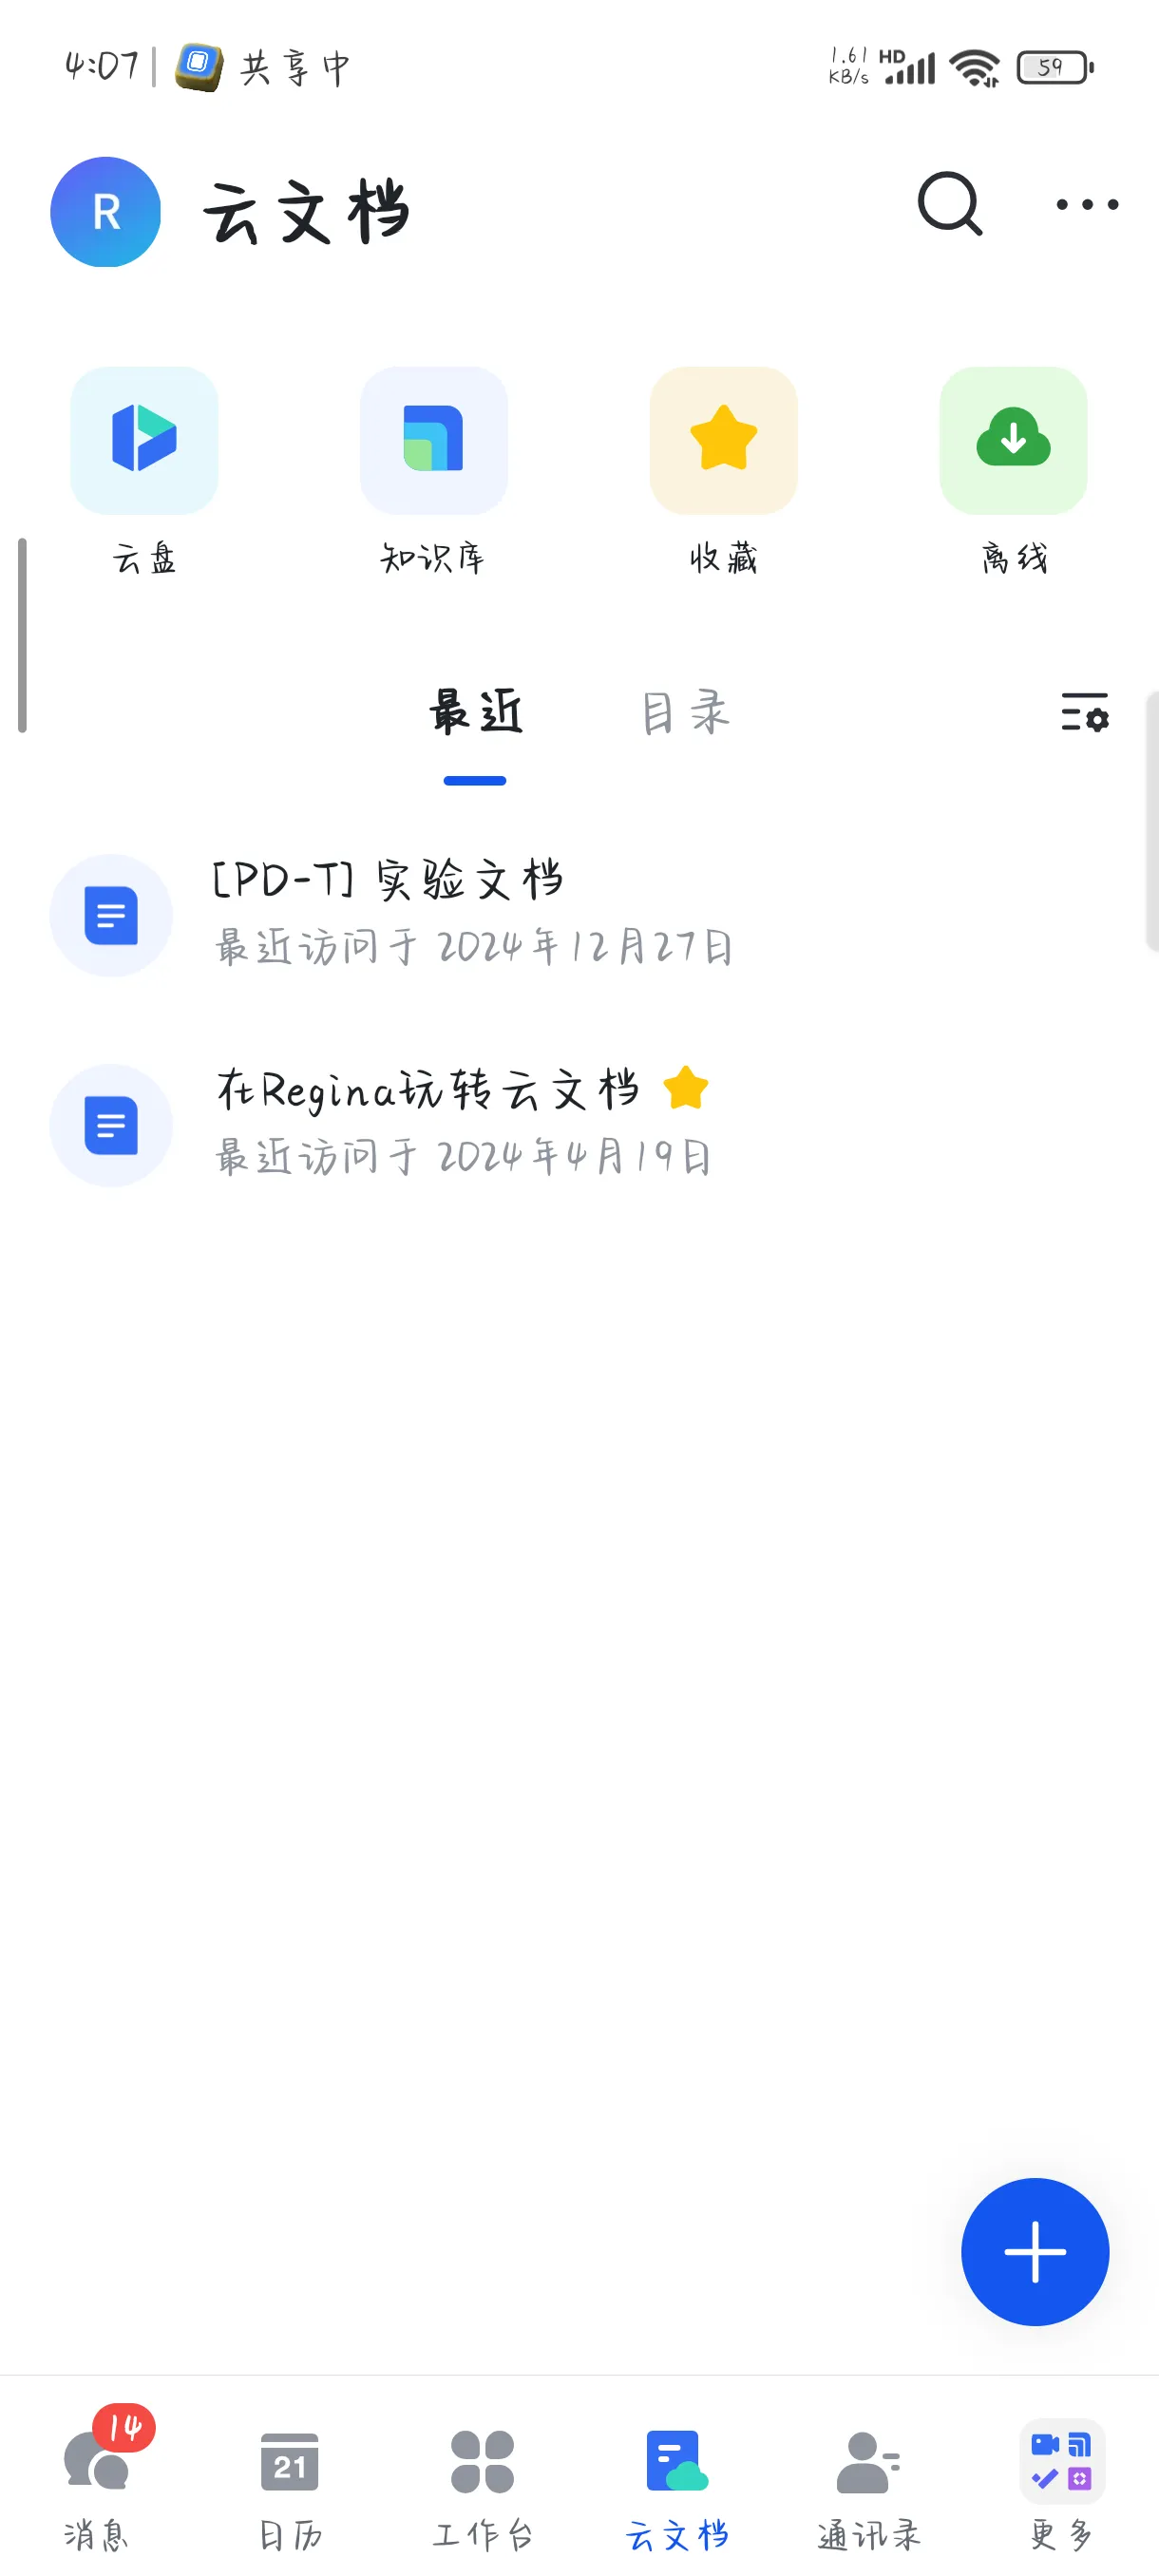 4:07 共享中 1.61 KB/s HD 59
R 云文档
云盘 知识库 收藏 离线
最近 目录
[PD-T] 实验文档
最近访问于 2024年12月27日
在Regina玩转云文档
最近访问于 2024年4月19日
14
21
消息 日历 工作台 云文档 通讯录 更多